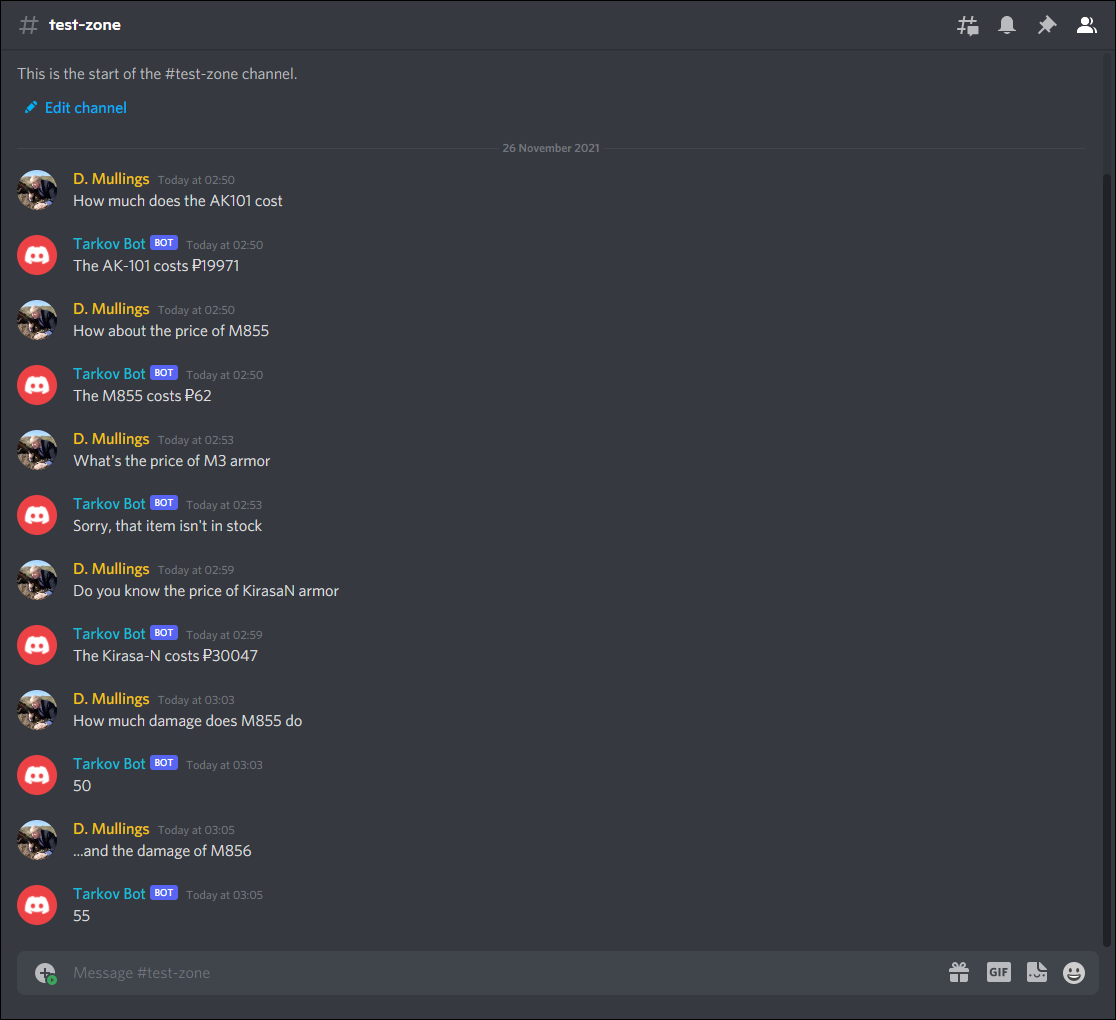 test-zone
This is the start of the #test-zone channel.
Edit channel
26 November 2021
D. Mullings Today at 02:50
How much does the AK101 cost
Tarkov Bot BOT Today at 02:50
The AK-101 costs ₽19971
D. Mullings Today at 02:50
How about the price of M855
Tarkov Bot BOT Today at 02:50
The M855 costs ₽62
D. Mullings Today at 02:53
What's the price of M3 armor
Tarkov Bot BOT Today at 02:53
Sorry, that item isn't in stock
D. Mullings Today at 02:59
Do you know the price of KirasaN armor
Tarkov Bot BOT Today at 02:59
The Kirasa-N costs ₽30047
D. Mullings Today at 03:03
How much damage does M855 do
Tarkov Bot BOT Today at 03:03
50
D. Mullings Today at 03:05
...and the damage of M856
Tarkov Bot BOT Today at 03:05
55
Message #test-zone
GIF